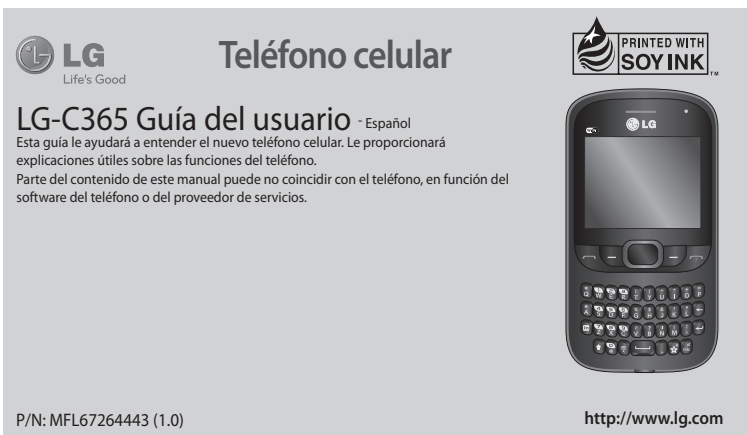 LG
Life's Good
Teléfono celular
PRINTED WITH
SOY INK™
LG-C365 Guía del usuario - Español
Esta guía le ayudará a entender el nuevo teléfono celular. Le proporcionará
explicaciones útiles sobre las funciones del teléfono.
Parte del contenido de este manual puede no coincidir con el teléfono, en función del
software del teléfono o del proveedor de servicios.
LG
P/N: MFL67264443 (1.0)
http://www.lg.com